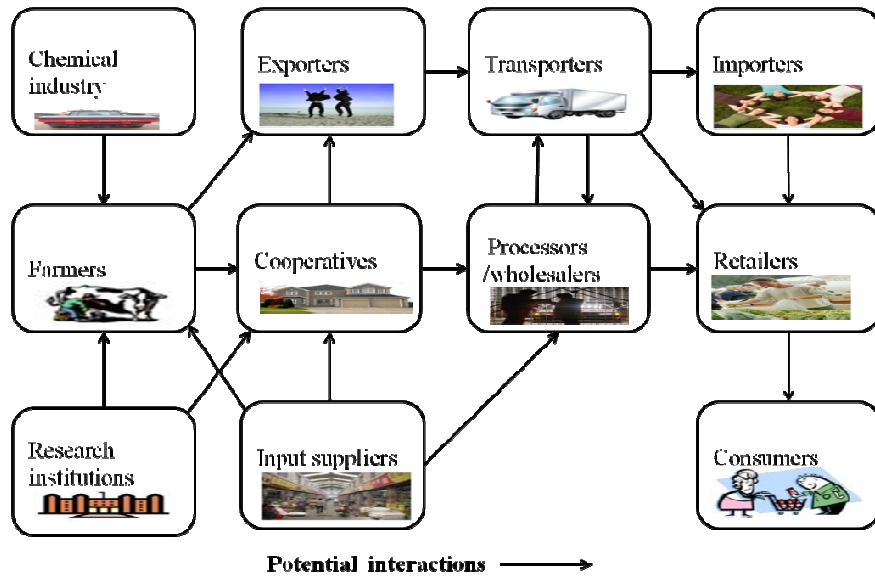 Chemical
industry
Exporters
Transporters
Importers
Farmers
Cooperatives
Processors
/wholesalers
Retailers
Research
institutions
Input suppliers
Consumers
Potential interactions